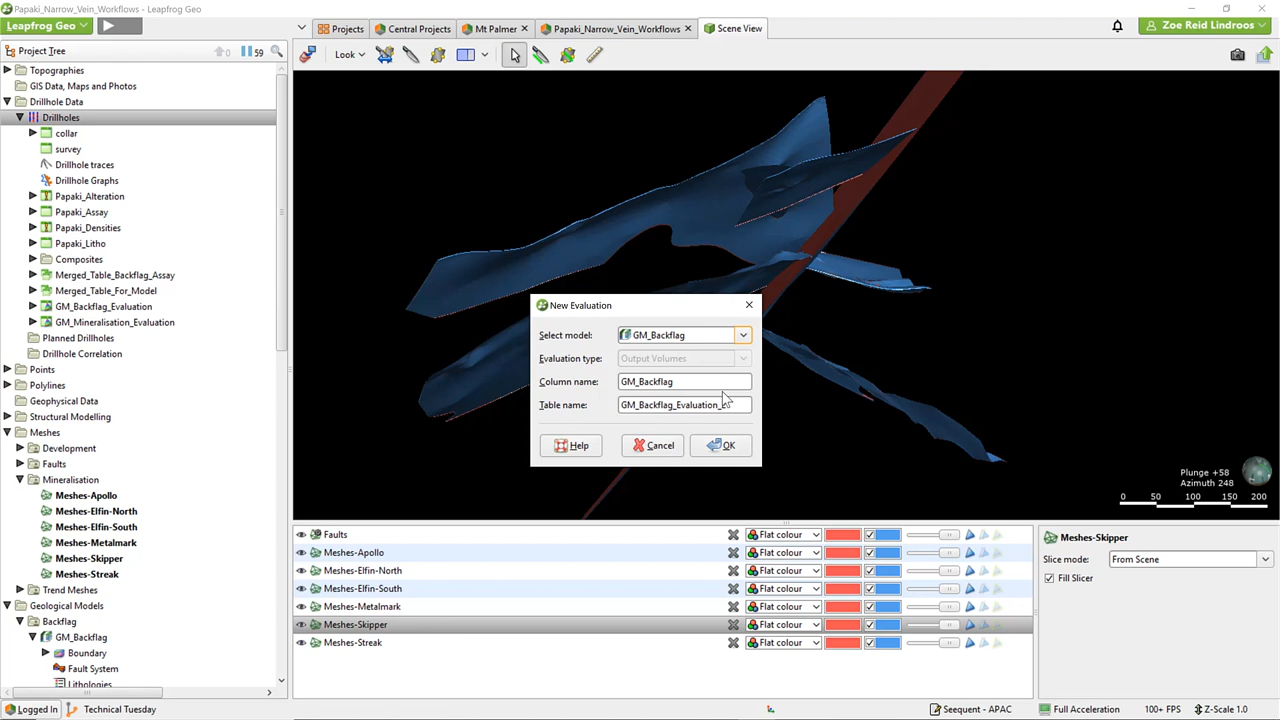 Papaki_Narrow_Vein_Workflows - Leapfrog Geo
Leapfrog Geo
Projects
Central Projects
Mt Palmer
Papaki_Narrow_Vein_Workflows
Scene View
Zoe Reid Lindroos
Project Tree
0
59
Look
Topographies
GIS Data, Maps and Photos
Drillhole Data
Drillholes
collar
survey
Drillhole traces
Drillhole Graphs
Papaki_Alteration
Papaki_Assay
Papaki_Densities
Papaki_Litho
Composites
Merged_Table_Backflag_Assay
Merged_Table_For_Model
GM_Backflag_Evaluation
GM_Mineralisation_Evaluation
Planned Drillholes
Drillhole Correlation
Points
Polylines
Geophysical Data
Structural Modelling
Meshes
Development
Faults
Mineralisation
Meshes-Apollo
Meshes-Elfin-North
Meshes-Elfin-South
Meshes-Metalmark
Meshes-Skipper
Meshes-Streak
Trend Meshes
Geological Models
Backflag
GM_Backflag
Boundary
Fault System
Lithologies
New Evaluation
Select model: GM_Backflag
Evaluation type: Output Volumes
Column name: GM_Backflag
Table name: GM_Backflag_Evaluation_
Help
Cancel
OK
Plunge +58
Azimuth 248
0 50 100 150 200
Faults Flat colour
Meshes-Apollo Flat colour
Meshes-Elfin-North Flat colour
Meshes-Elfin-South Flat colour
Meshes-Metalmark Flat colour
Meshes-Skipper Flat colour
Meshes-Streak Flat colour
Meshes-Skipper
Slice mode: From Scene
Fill Slicer
Logged In
Technical Tuesday
Seequent - APAC
Full Acceleration
100+ FPS
Z-Scale 1.0